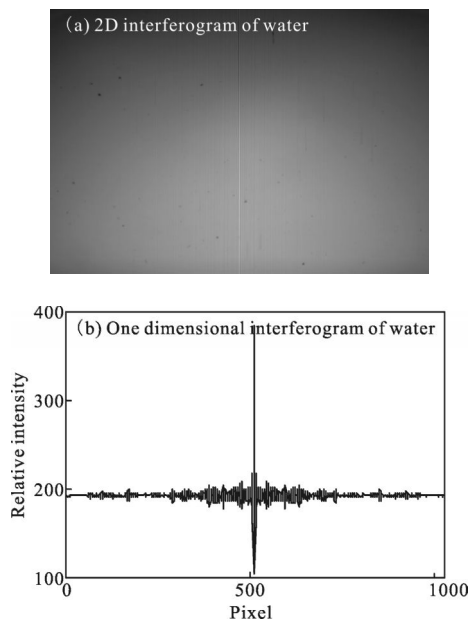 (a) 2D interferogram of water
400
(b) One dimensional interferogram of water
300
Relative intensity
200
100
0
500
1000
Pixel